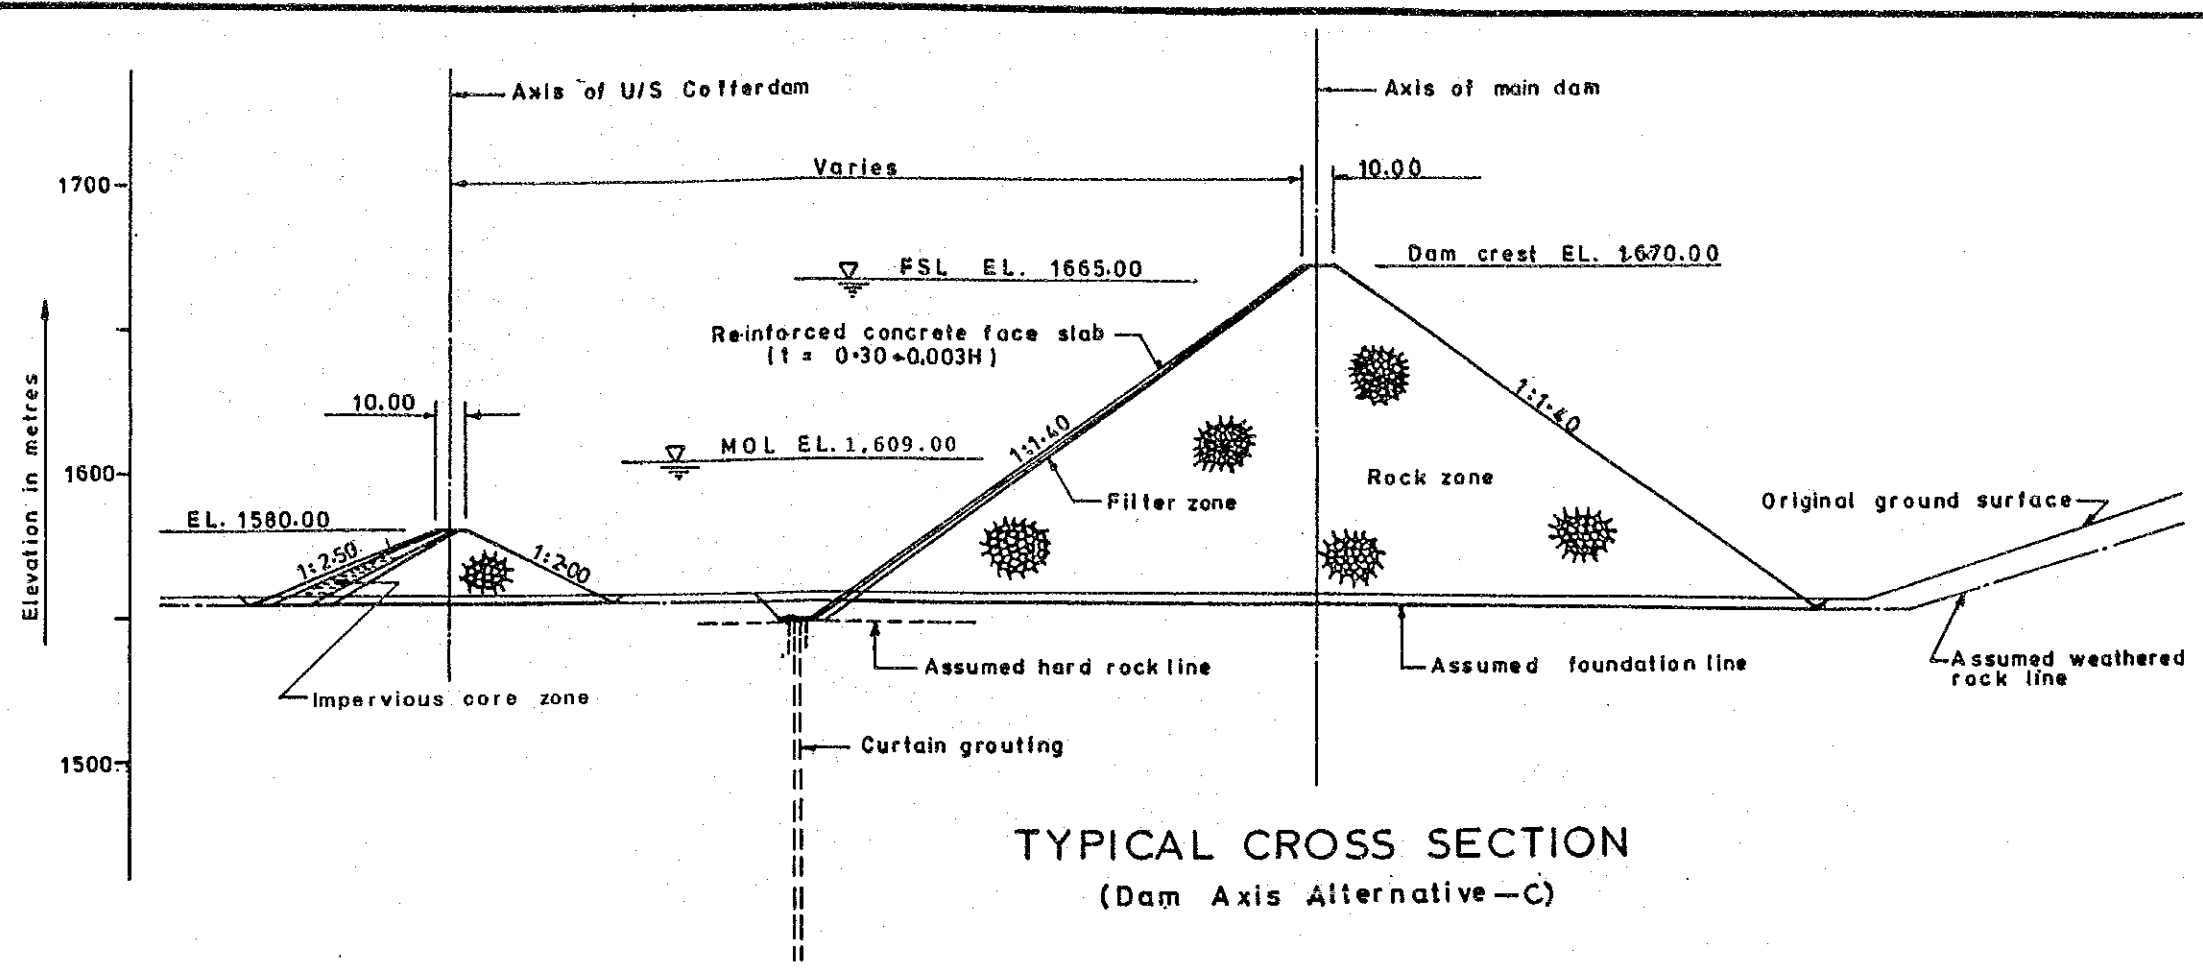 Axis of U/S Cofferdam
Axis of main dam
Varies
10.00
1700
Dam crest EL. 1670.00
FSL EL. 1665.00
Reinforced concrete face slab
(t = 0.30+0.003H)
Elevation in metres
10.00
1:1.40
1:1.40
MOL EL. 1,609.00
1600
Rock zone
Filter zone
Original ground surface
EL. 1580.00
1:2.50
1:2.00
Assumed hard rock line
Assumed foundation line
Assumed weathered
rock line
Impervious core zone
Curtain grouting
1500
TYPICAL CROSS SECTION
(Dam Axis Alternative—C)